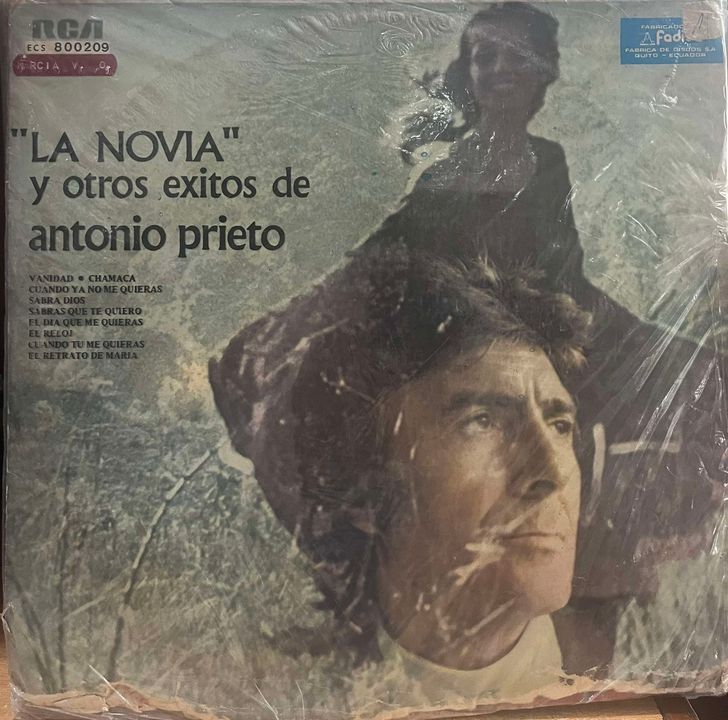 RCA
ECS 800209
FABRICADO
Fadi
FABRICA DE DISCOS S.A
QUITO - ECUADOR
"LA NOVIA"
y otros exitos de
antonio prieto
VANIDAD • CHAMACA
CUANDO YA NO ME QUIERAS
SABRA DIOS
SABRAS QUE TE QUIERO
EL DIA QUE ME QUIERAS
EL RELOJ
CUANDO TU ME QUIERAS
EL RETRATO DE MARIA